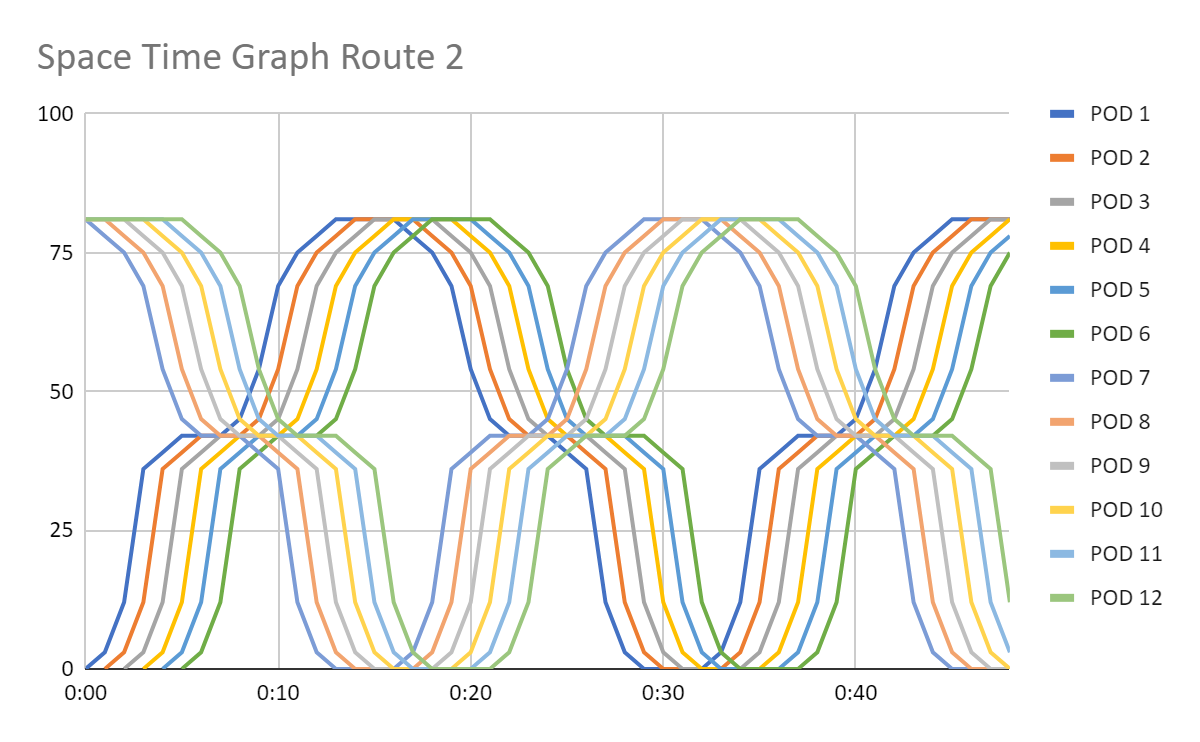 Space Time Graph Route 2
100
75
50
25
0
0:00 0:10 0:20 0:30 0:40
POD 1
POD 2
POD 3
POD 4
POD 5
POD 6
POD 7
POD 8
POD 9
POD 10
POD 11
POD 12